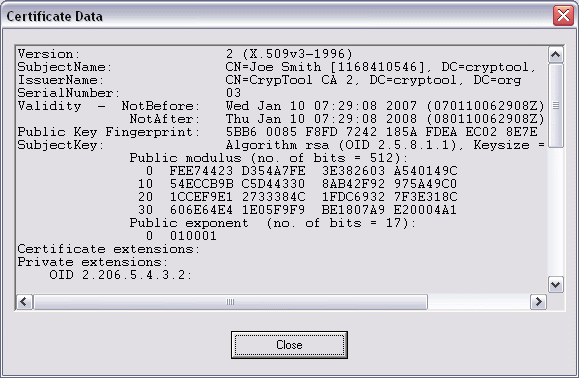 Certificate Data
Version: 2 (X.509v3-1996)
SubjectName: CN=Joe Smith [1168410546], DC=cryptool,
IssuerName: CN=CrypTool CA 2, DC=cryptool, DC=org
SerialNumber: 03
Validity - NotBefore: Wed Jan 10 07:29:08 2007 (070110062908Z)
NotAfter: Thu Jan 10 07:29:08 2008 (080110062908Z)
Public Key Fingerprint: 5BB6 0085 F8FD 7242 185A FDEA EC02 8E7E
SubjectKey: Algorithm rsa (OID 2.5.8.1.1), Keysize =
Public modulus (no. of bits = 512):
0 FEE74423 D354A7FE 3E382603 A540149C
10 54ECCB9B C5D44330 8AB42F92 975A49C0
20 1CCEF9E1 2733384C 1FDC6932 7F3E318C
30 606E64E4 1E05F9F9 BE1807A9 E20004A1
Public exponent (no. of bits = 17):
0 010001
Certificate extensions:
Private extensions:
OID 2.206.5.4.3.2:
Close